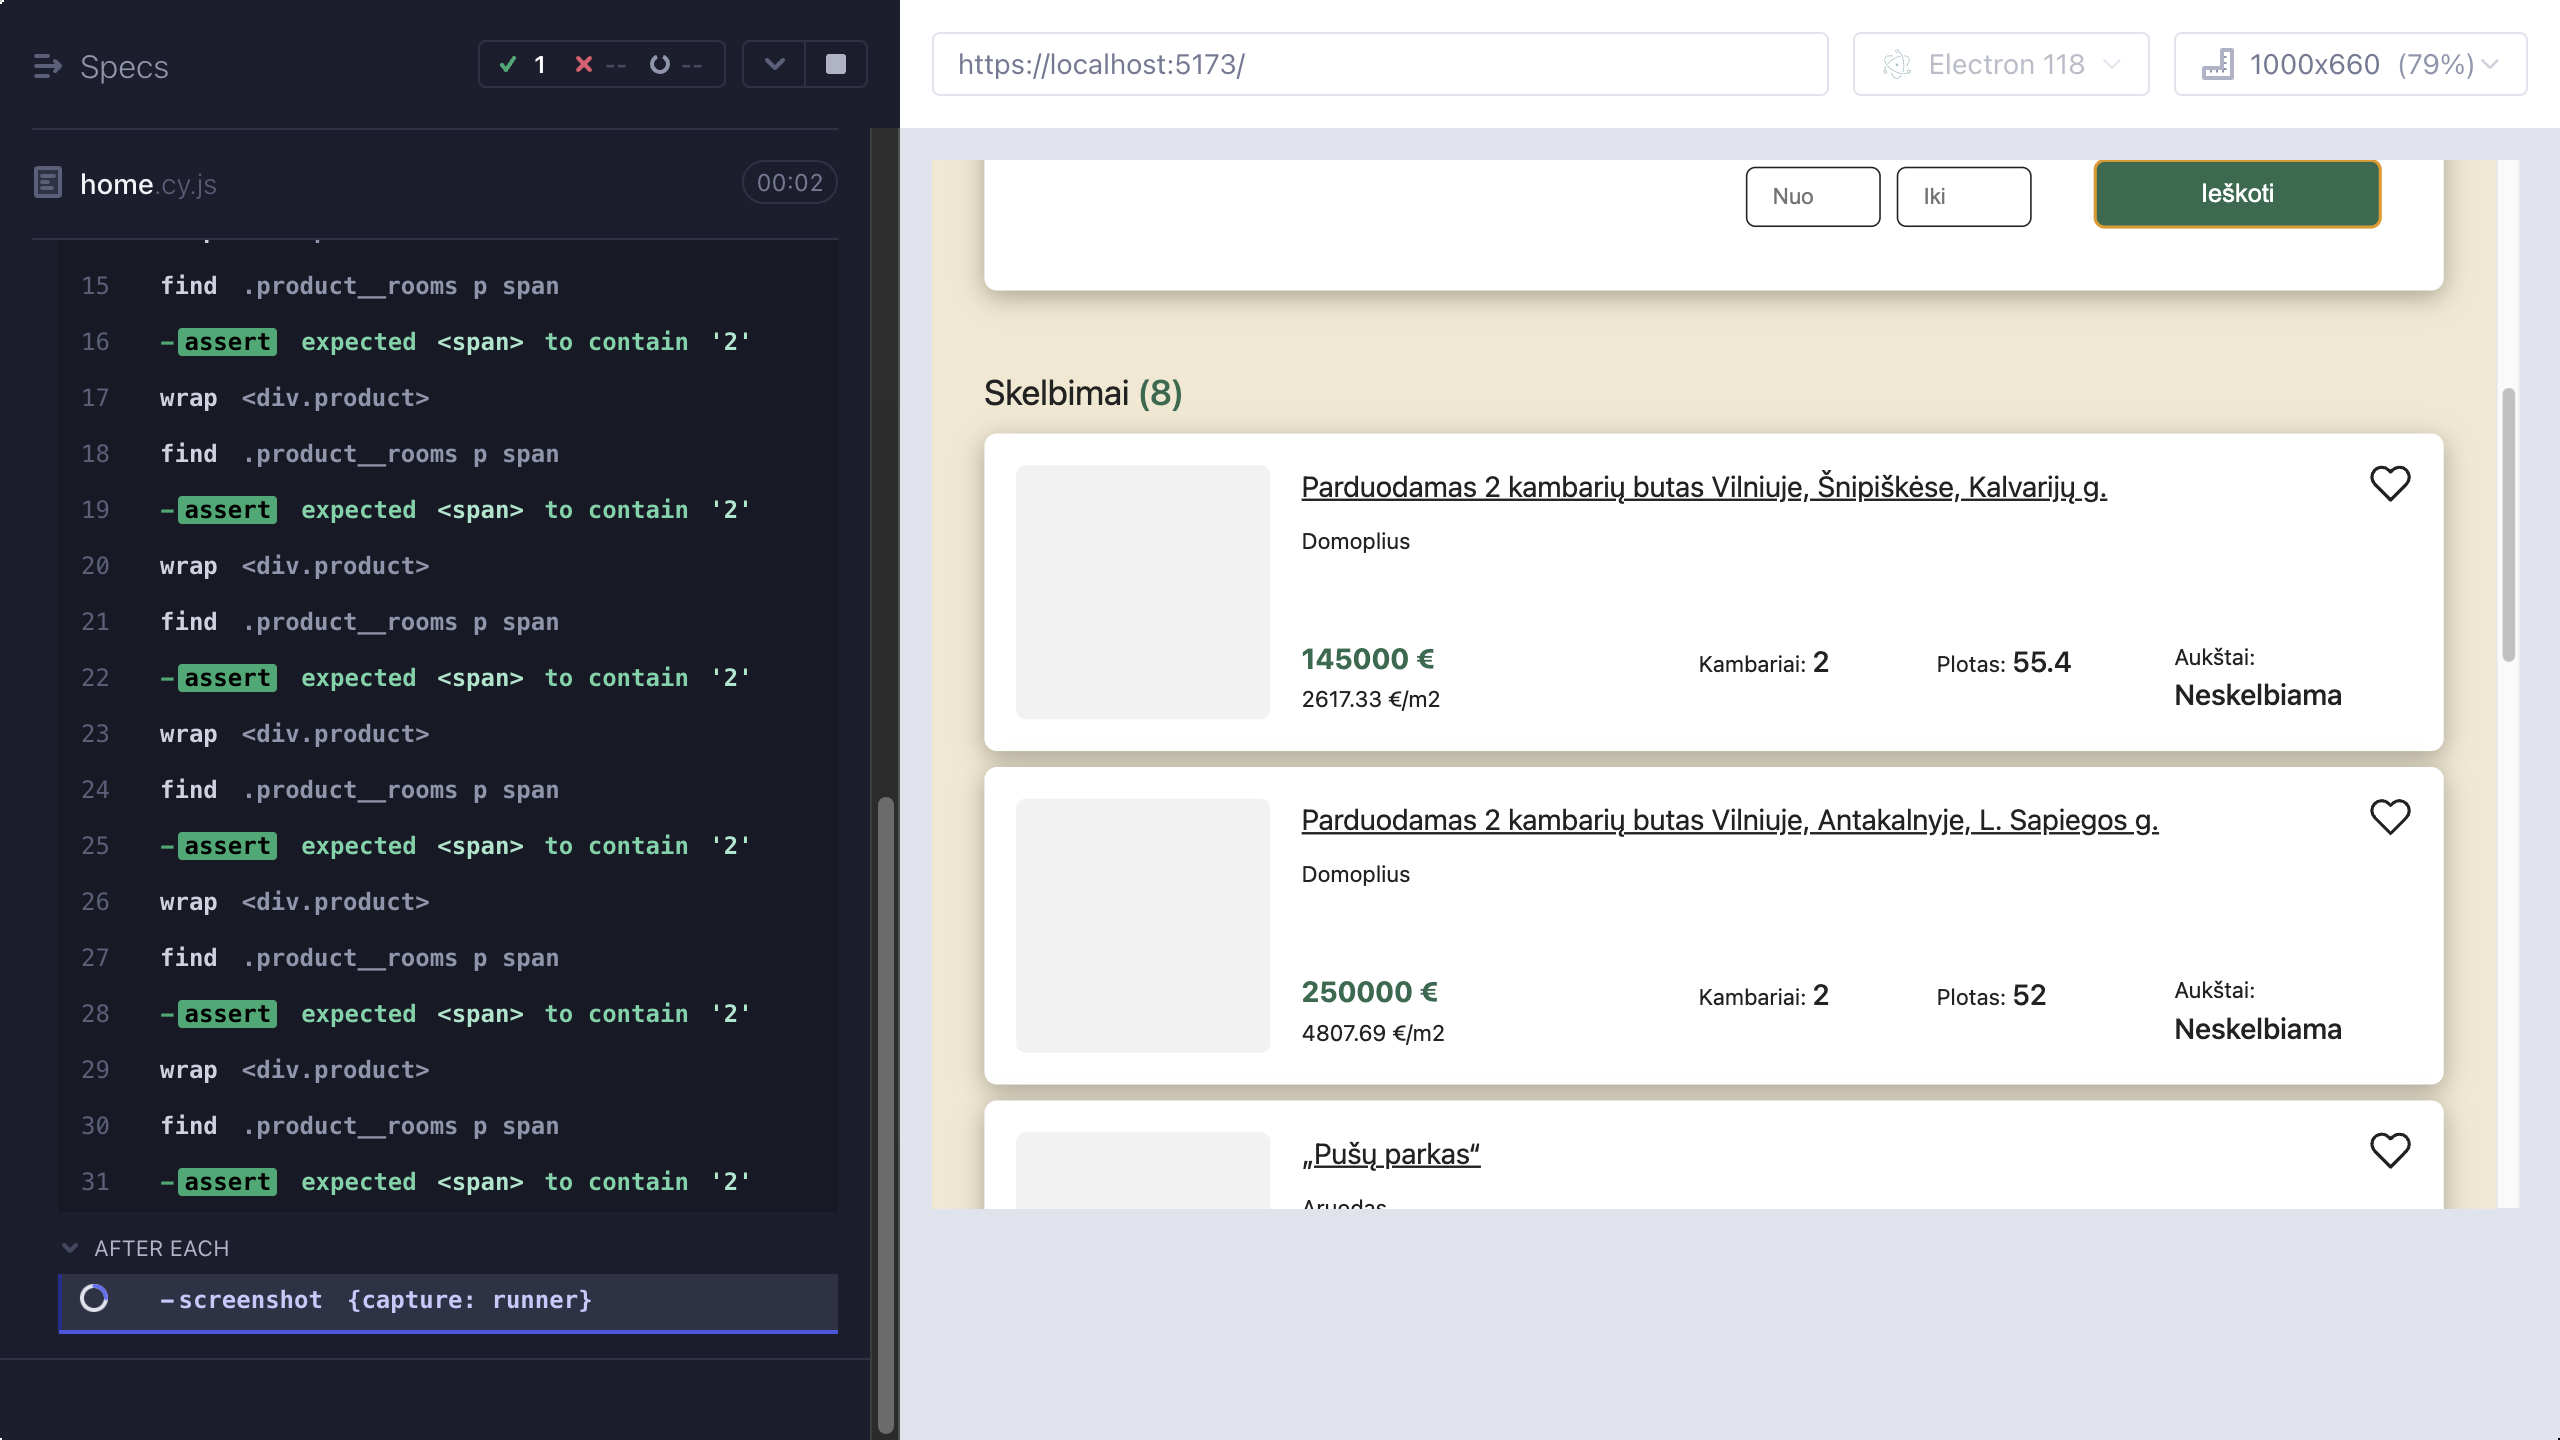 Specs
1
--
--
home.cy.js
00:02
15 find .product__rooms p span
16 -assert expected <span> to contain '2'
17 wrap <div.product>
18 find .product__rooms p span
19 -assert expected <span> to contain '2'
20 wrap <div.product>
21 find .product__rooms p span
22 -assert expected <span> to contain '2'
23 wrap <div.product>
24 find .product__rooms p span
25 -assert expected <span> to contain '2'
26 wrap <div.product>
27 find .product__rooms p span
28 -assert expected <span> to contain '2'
29 wrap <div.product>
30 find .product__rooms p span
31 -assert expected <span> to contain '2'
AFTER EACH
-screenshot {capture: runner}
https://localhost:5173/
Electron 118
1000x660 (79%)
Nuo
Iki
Ieškoti
Skelbimai (8)
Parduodamas 2 kambarių butas Vilniuje, Šnipiškėse, Kalvarijų g.
Domoplius
145000 €
2617.33 €/m2
Kambariai: 2
Plotas: 55.4
Aukštai:
Neskelbiama
Parduodamas 2 kambarių butas Vilniuje, Antakalnyje, L. Sapiegos g.
Domoplius
250000 €
4807.69 €/m2
Kambariai: 2
Plotas: 52
Aukštai:
Neskelbiama
„Pušų parkas“
Aruodas